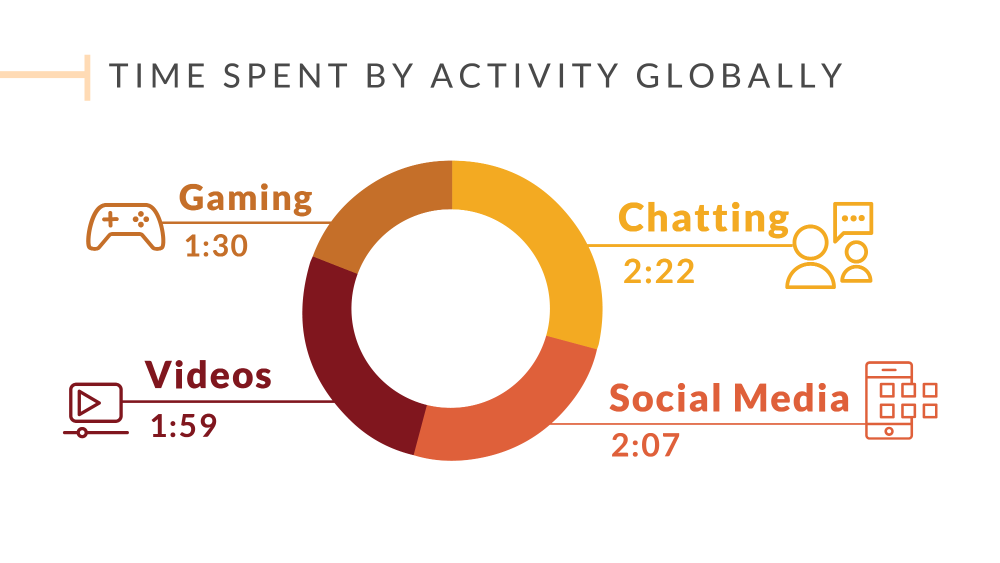 TIME SPENT BY ACTIVITY GLOBALLY
Gaming
1:30
Chatting
2:22
Videos
1:59
Social Media
2:07